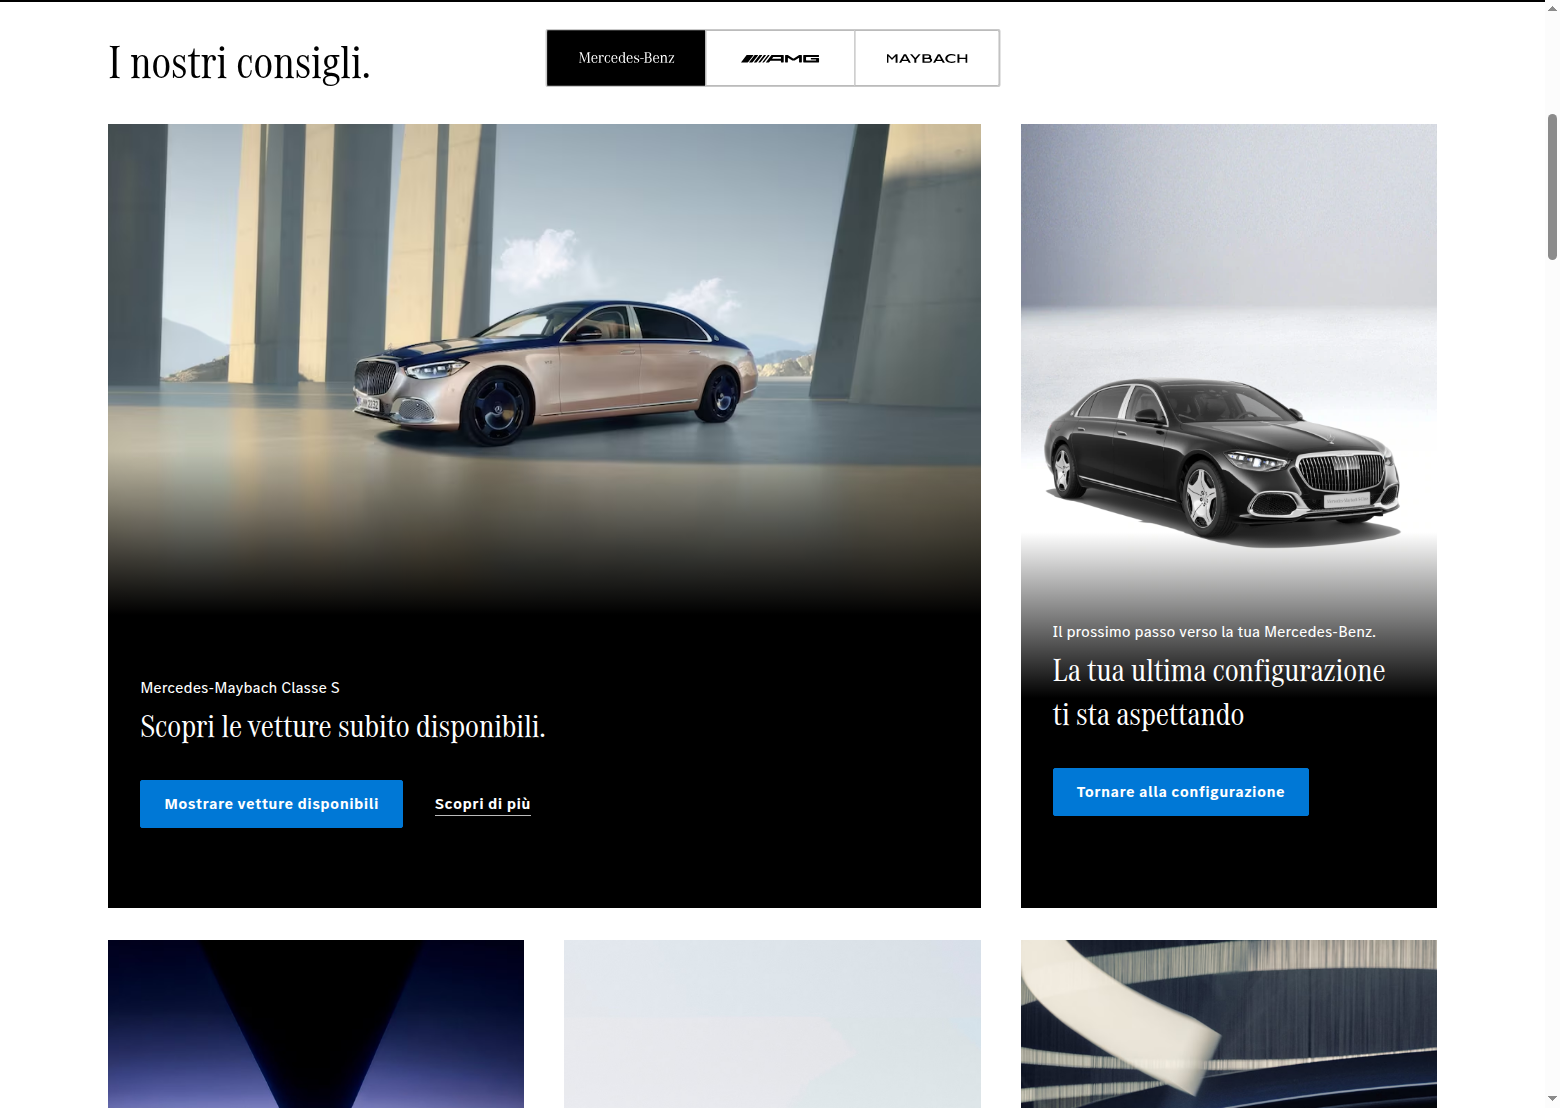 I nostri consigli.
Mercedes-Benz
AMG
MAYBACH
Mercedes-Maybach Classe S
Scopri le vetture subito disponibili.
Mostrare vetture disponibili
Scopri di più
Il prossimo passo verso la tua Mercedes-Benz.
La tua ultima configurazione
ti sta aspettando
Tornare alla configurazione